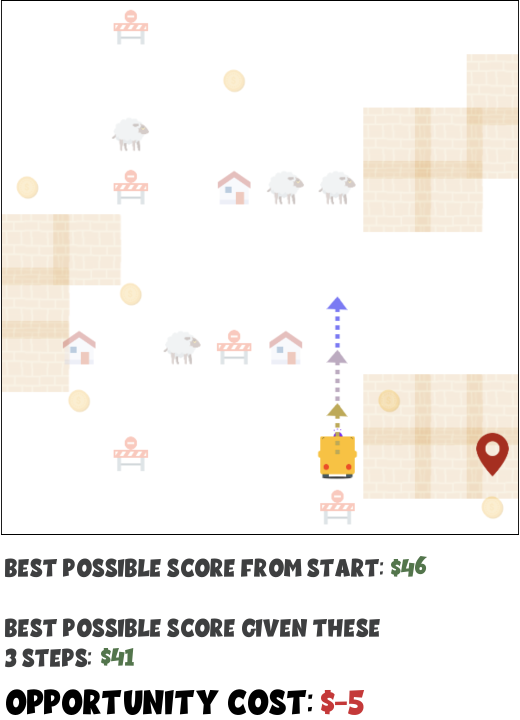 BEST POSSIBLE SCORE FROM START: $46
BEST POSSIBLE SCORE GIVEN THESE
3 STEPS: $41
OPPORTUNITY COST: $-5